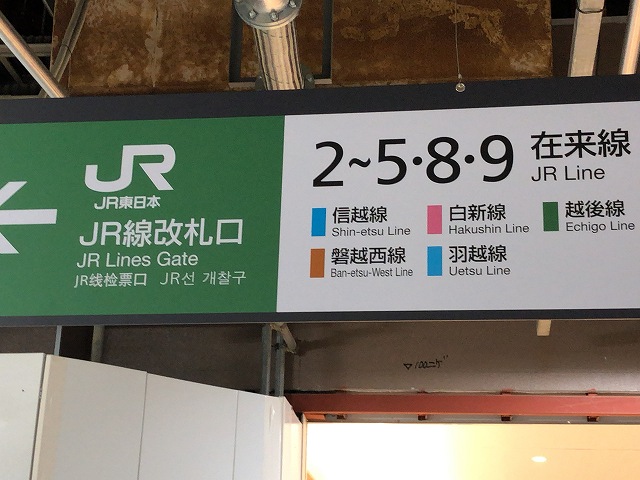 JR
JR東日本
JR線改札口
JR Lines Gate
JR线检票口 JR선 개찰구
2~5・8・9 在来線
JR Line
信越線 白新線 越後線
Shin-etsu Line Hakushin Line Echigo Line
磐越西線 羽越線
Ban-etsu-West Line Uetsu Line